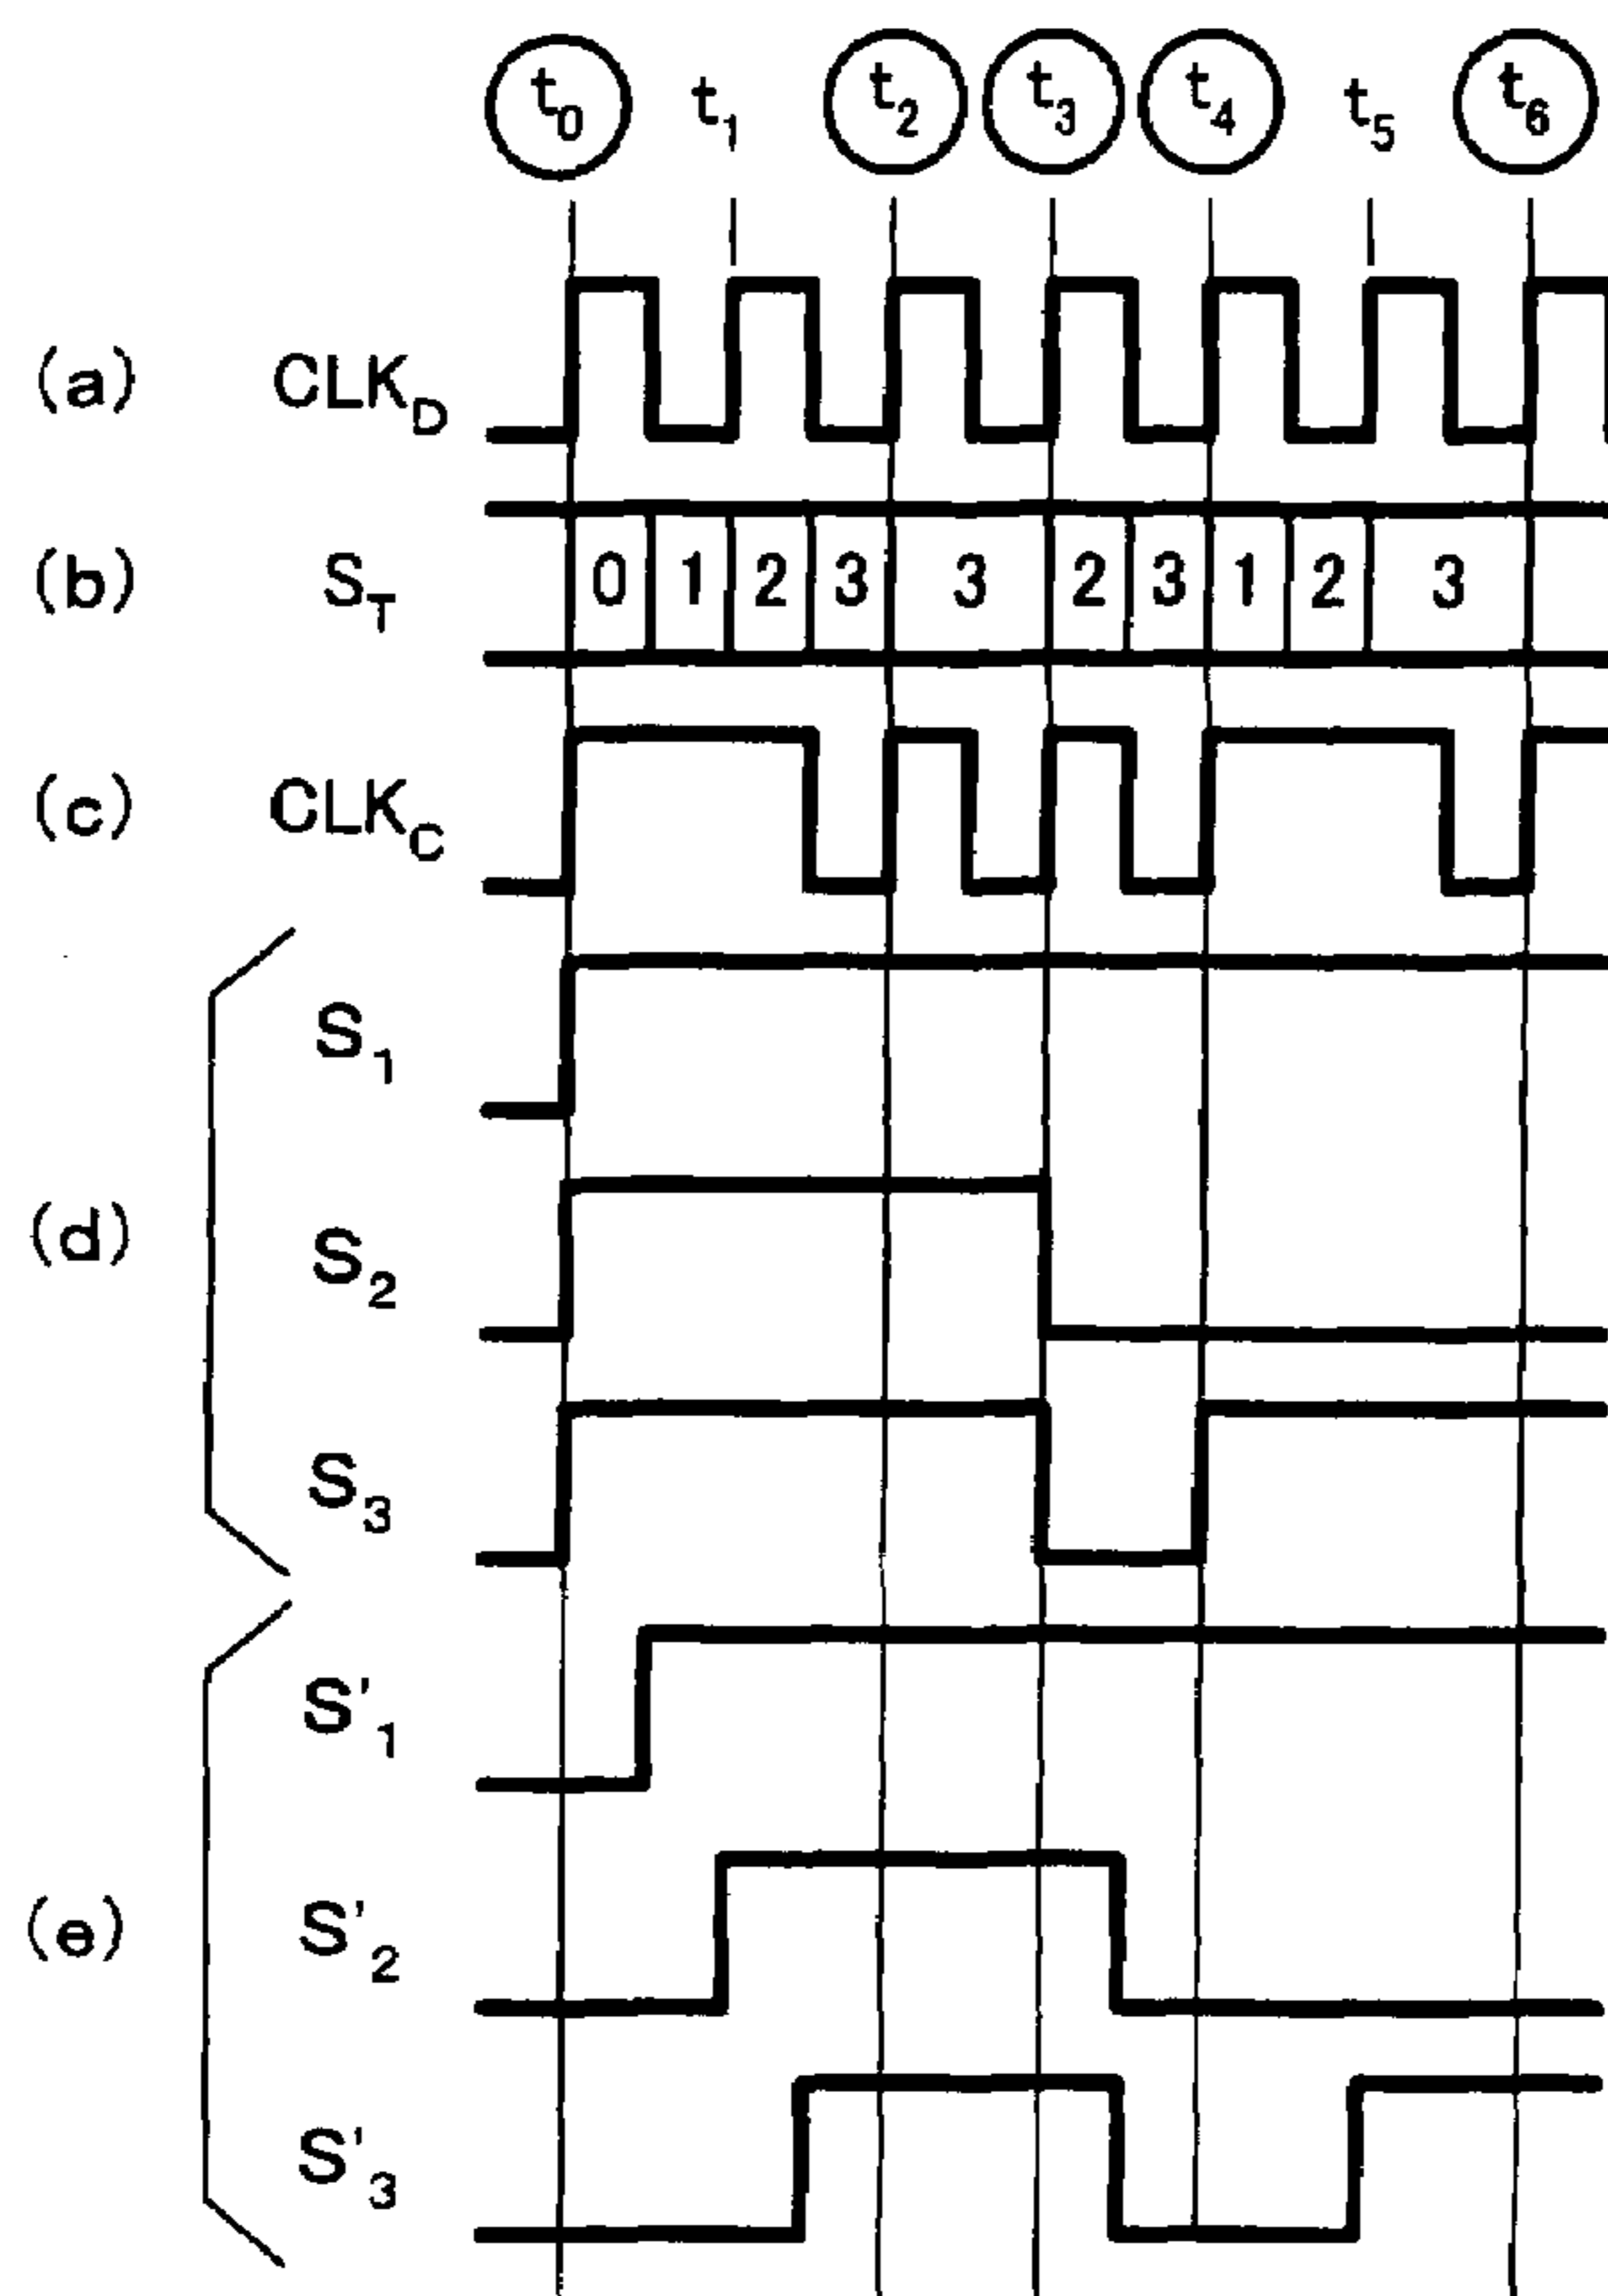 t0 t1 t2 t3 t4 t5 t6
(a) CLKD
(b) ST 0 1 2 3 3 2 3 1 2 3
(c) CLKC
S1
(d) S2
S3
S'1
(e) S'2
S'3